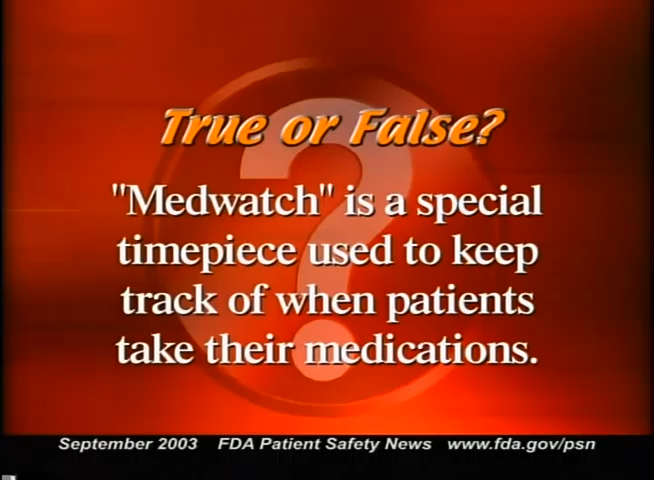 True or False?
"Medwatch" is a special
timepiece used to keep
track of when patients
take their medications.
September 2003 FDA Patient Safety News www.fda.gov/psn